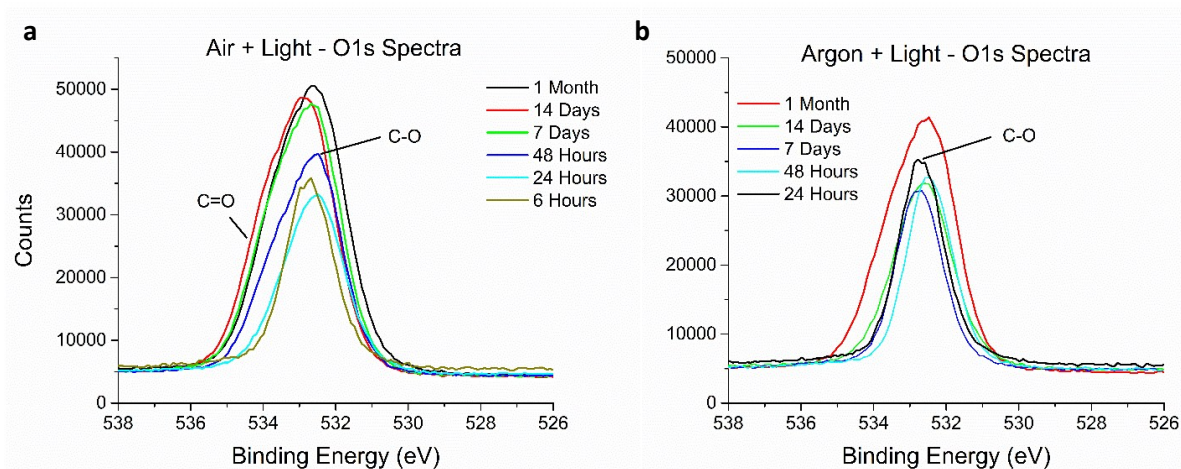 a
Air + Light - O1s Spectra
50000
40000
30000
20000
10000
0
Counts
1 Month
14 Days
7 Days
48 Hours
24 Hours
6 Hours
C-O
C=O
538 536 534 532 530 528 526
Binding Energy (eV)
b
Argon + Light - O1s Spectra
50000
40000
30000
20000
10000
0
1 Month
14 Days
7 Days
48 Hours
24 Hours
C-O
538 536 534 532 530 528 526
Binding Energy (eV)